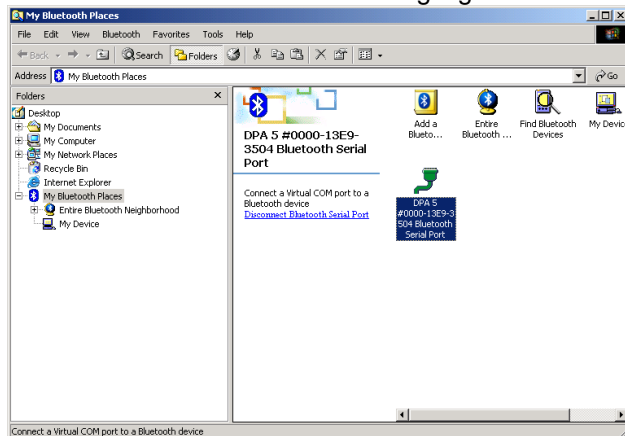 My Bluetooth Places
File Edit View Bluetooth Favorites Tools Help
Back Search Folders
Address My Bluetooth Places Go
Folders
Desktop
My Documents
My Computer
My Network Places
Recycle Bin
Internet Explorer
My Bluetooth Places
Entire Bluetooth Neighborhood
My Device
DPA 5 #0000-13E9-
3504 Bluetooth Serial
Port
Connect a Virtual COM port to a
Bluetooth device
Disconnect Bluetooth Serial Port
Add a
Blueto...
Entire
Bluetooth ...
Find Bluetooth
Devices
My Devic
DPA 5
#0000-13E9-3
504 Bluetooth
Serial Port
Connect a Virtual COM port to a Bluetooth device